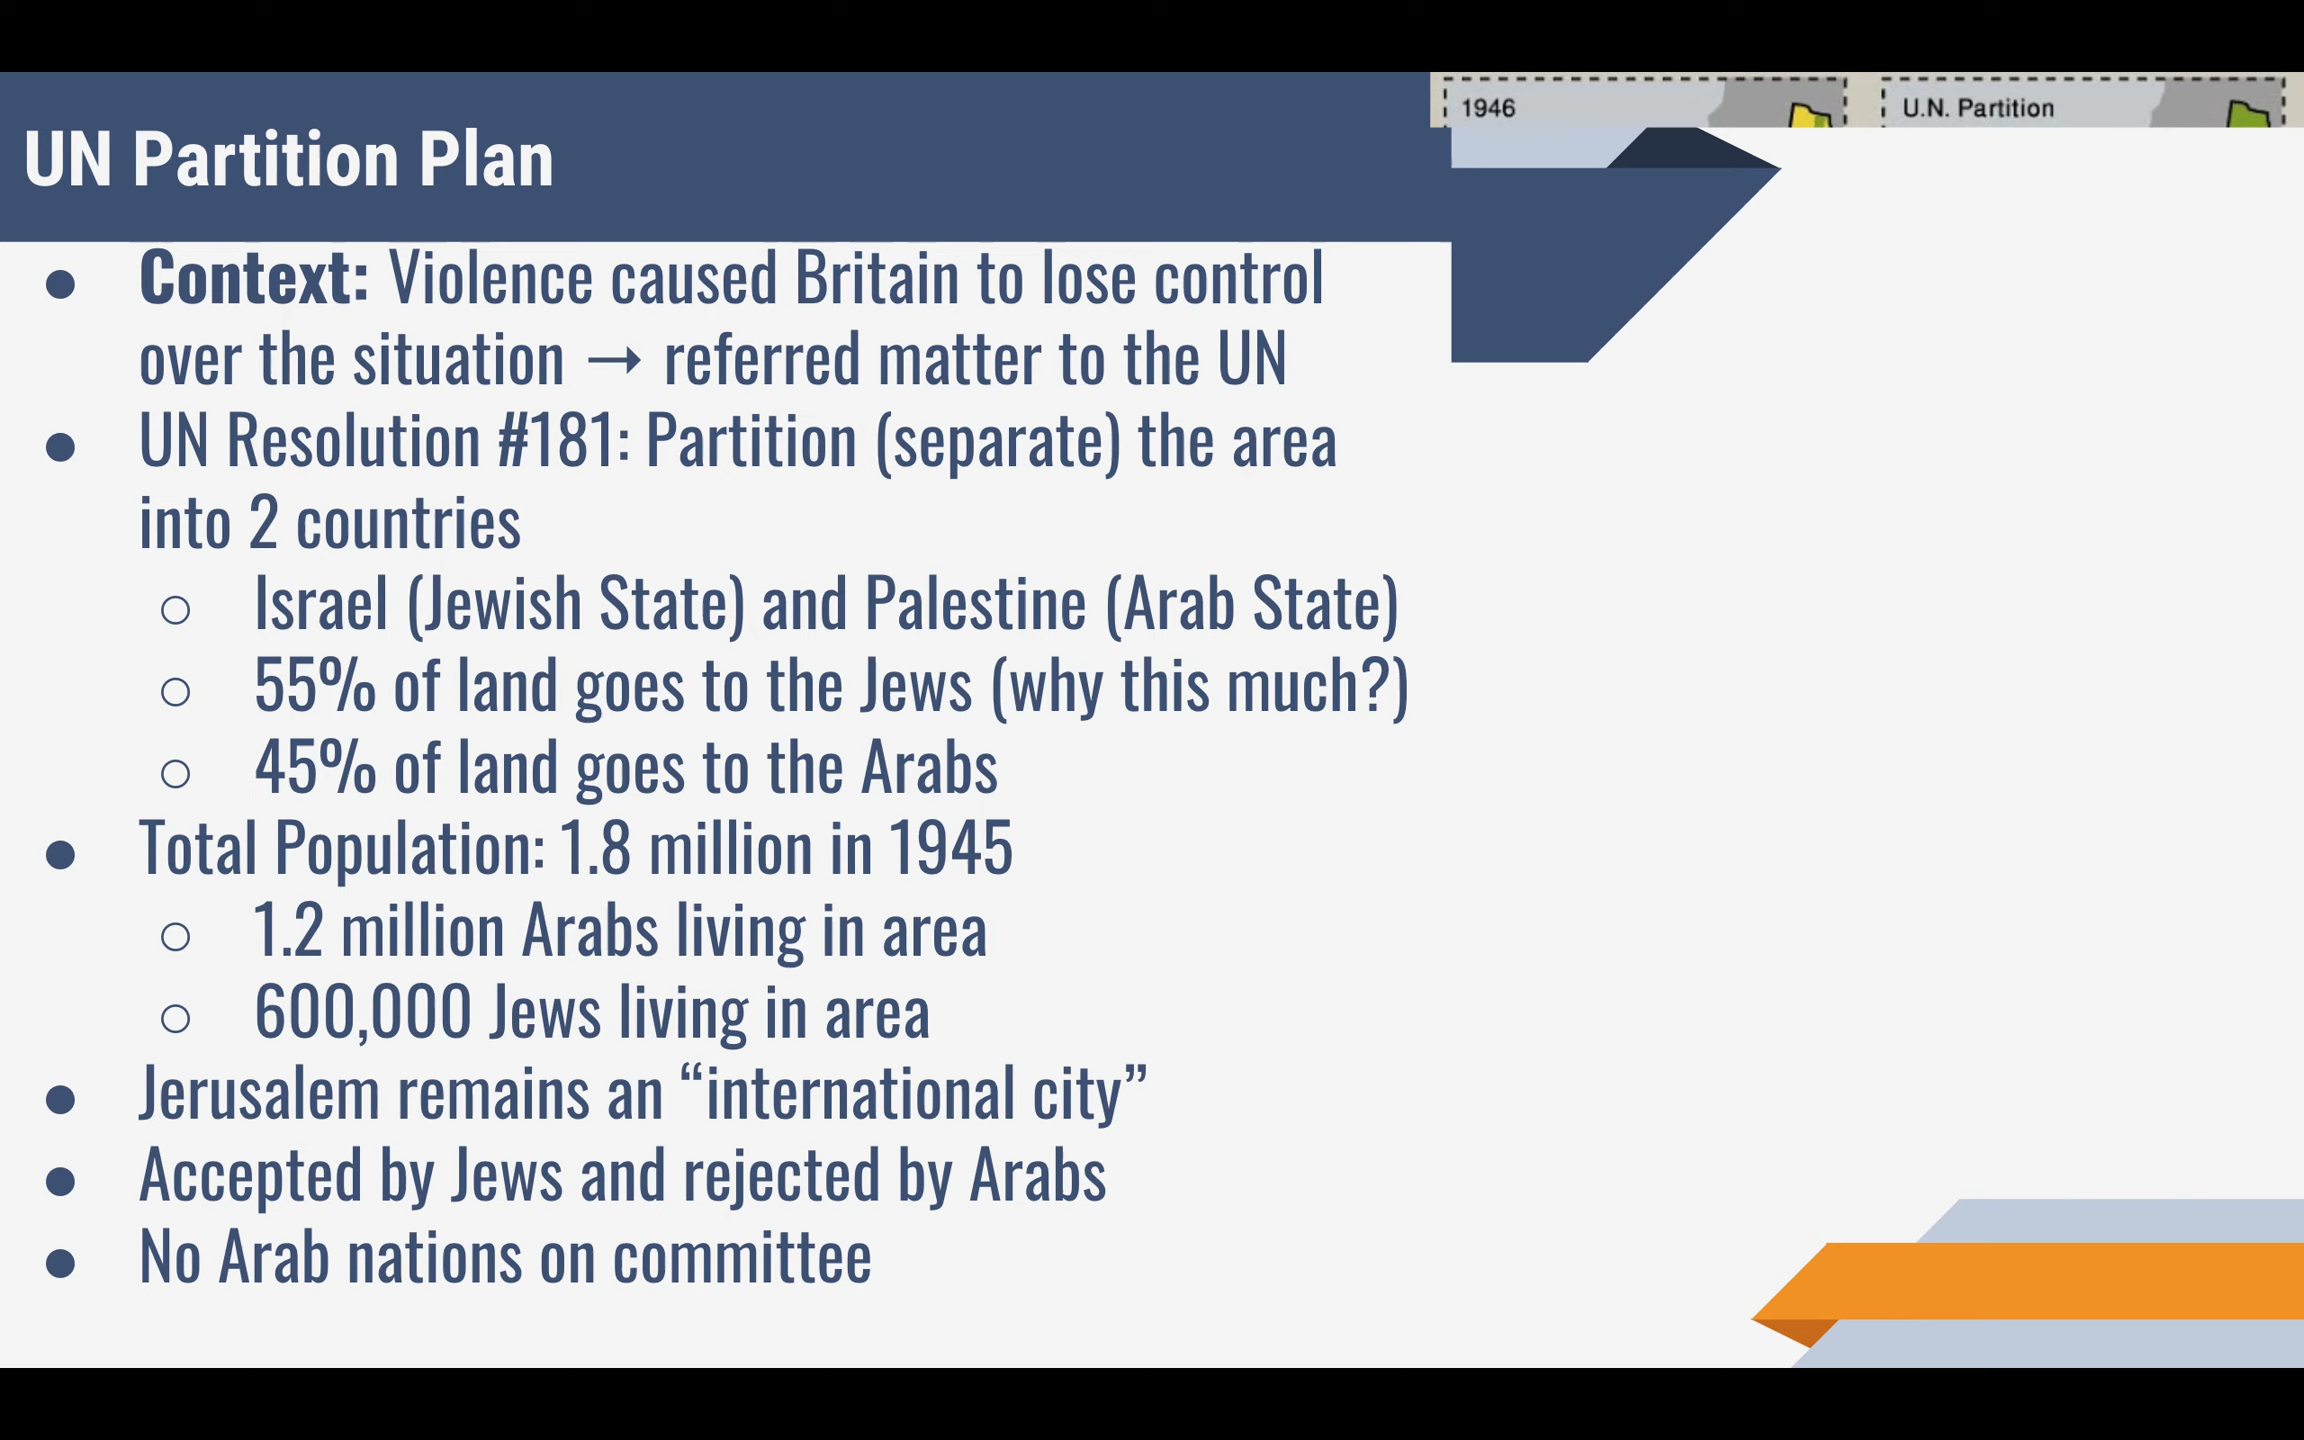 1946
U.N. Partition
UN Partition Plan
● Context: Violence caused Britain to lose control
over the situation → referred matter to the UN
● UN Resolution #181: Partition (separate) the area
into 2 countries
○ Israel (Jewish State) and Palestine (Arab State)
○ 55% of land goes to the Jews (why this much?)
○ 45% of land goes to the Arabs
● Total Population: 1.8 million in 1945
○ 1.2 million Arabs living in area
○ 600,000 Jews living in area
● Jerusalem remains an “international city”
● Accepted by Jews and rejected by Arabs
● No Arab nations on committee